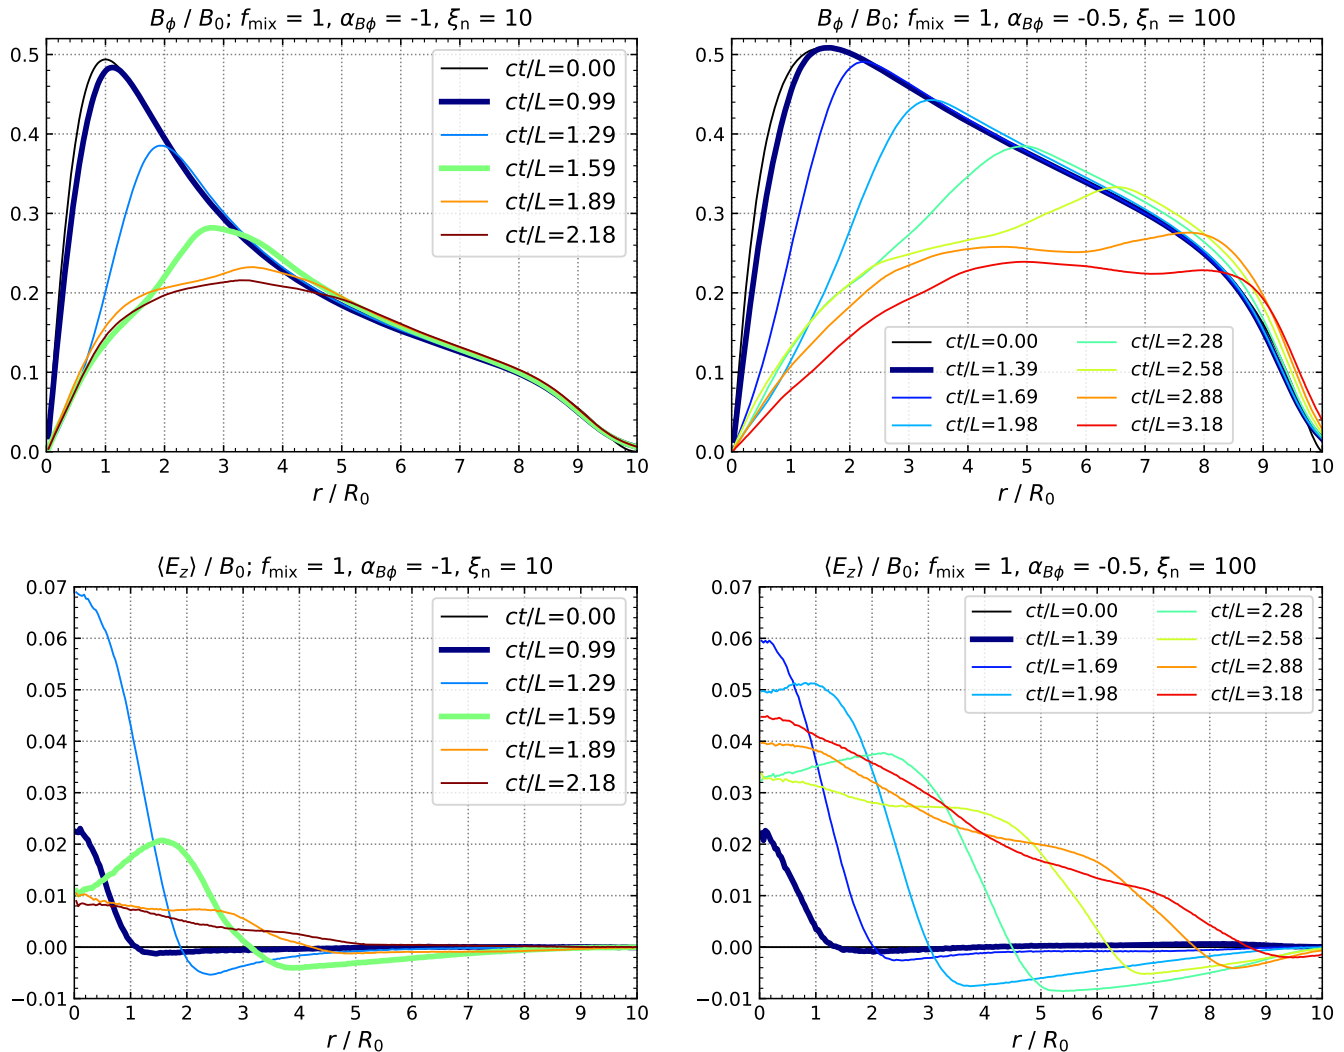 B_ϕ / B_0; f_mix = 1, α_Bϕ = -1, ξ_n = 10
0.5
0.4
0.3
0.2
0.1
0.0
0 1 2 3 4 5 6 7 8 9 10
r / R_0
ct/L=0.00
ct/L=0.99
ct/L=1.29
ct/L=1.59
ct/L=1.89
ct/L=2.18
B_ϕ / B_0; f_mix = 1, α_Bϕ = -0.5, ξ_n = 100
0.5
0.4
0.3
0.2
0.1
0.0
0 1 2 3 4 5 6 7 8 9 10
r / R_0
ct/L=0.00
ct/L=1.39
ct/L=1.69
ct/L=1.98
ct/L=2.28
ct/L=2.58
ct/L=2.88
ct/L=3.18
⟨E_z⟩ / B_0; f_mix = 1, α_Bϕ = -1, ξ_n = 10
0.07
0.06
0.05
0.04
0.03
0.02
0.01
0.00
−0.01
0 1 2 3 4 5 6 7 8 9 10
r / R_0
ct/L=0.00
ct/L=0.99
ct/L=1.29
ct/L=1.59
ct/L=1.89
ct/L=2.18
⟨E_z⟩ / B_0; f_mix = 1, α_Bϕ = -0.5, ξ_n = 100
0.07
0.06
0.05
0.04
0.03
0.02
0.01
0.00
−0.01
0 1 2 3 4 5 6 7 8 9 10
r / R_0
ct/L=0.00
ct/L=1.39
ct/L=1.69
ct/L=1.98
ct/L=2.28
ct/L=2.58
ct/L=2.88
ct/L=3.18